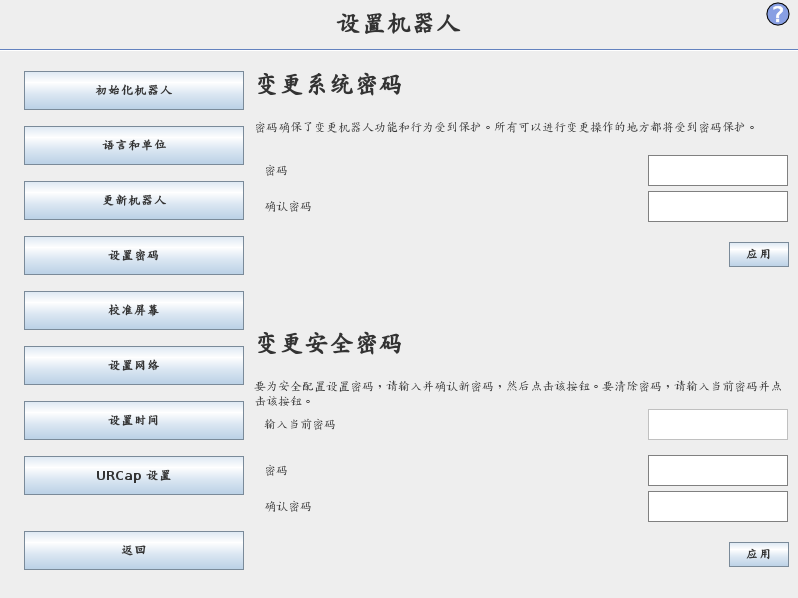 设置机器人
?
初始化机器人
语言和单位
更新机器人
设置密码
校准屏幕
设置网络
设置时间
URCap 设置
返回
变更系统密码
密码确保了变更机器人功能和行为受到保护。所有可以进行变更操作的地方都将受到密码保护。
密码
确认密码
应用
变更安全密码
要为安全配置设置密码，请输入并确认新密码，然后点击该按钮。要清除密码，请输入当前密码并点
击该按钮。
输入当前密码
密码
确认密码
应用